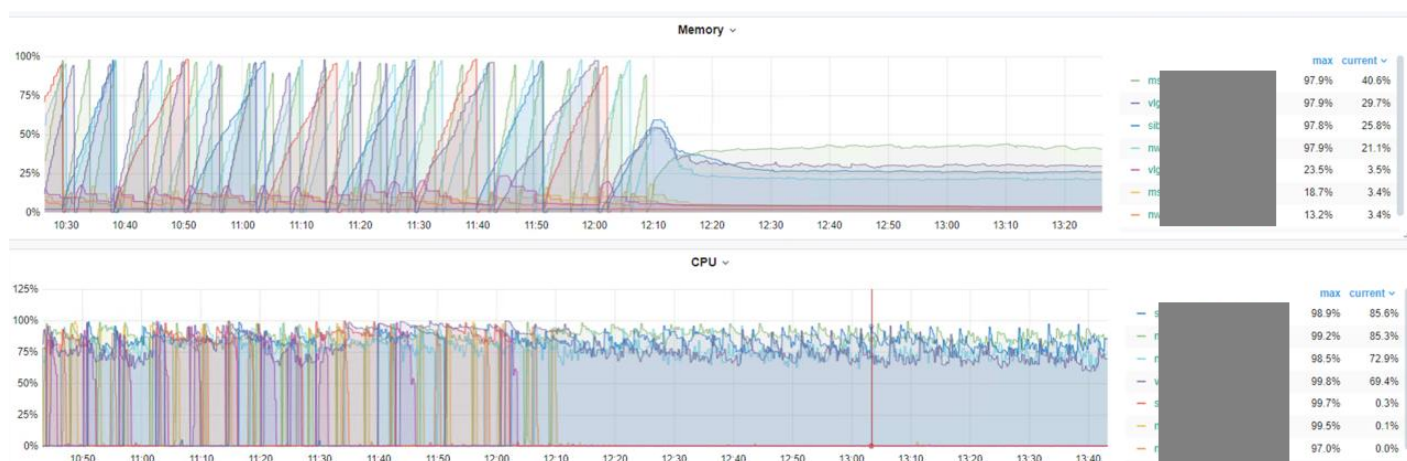 Memory
100%
75%
50%
25%
0%
10:30 10:40 10:50 11:00 11:10 11:20 11:30 11:40 11:50 12:00 12:10 12:20 12:30 12:40 12:50 13:00 13:10 13:20
max current
ms 97.9% 40.6%
vlg 97.9% 29.7%
sib 97.8% 25.8%
nw 97.9% 21.1%
vlg 23.5% 3.5%
ms 18.7% 3.4%
nw 13.2% 3.4%
CPU
125%
100%
75%
50%
25%
0%
10:50 11:00 11:10 11:20 11:30 11:40 11:50 12:00 12:10 12:20 12:30 12:40 12:50 13:00 13:10 13:20 13:30 13:40
max current
s 98.9% 85.6%
99.2% 85.3%
98.5% 72.9%
v 99.8% 69.4%
s 99.7% 0.3%
99.5% 0.1%
97.0% 0.0%